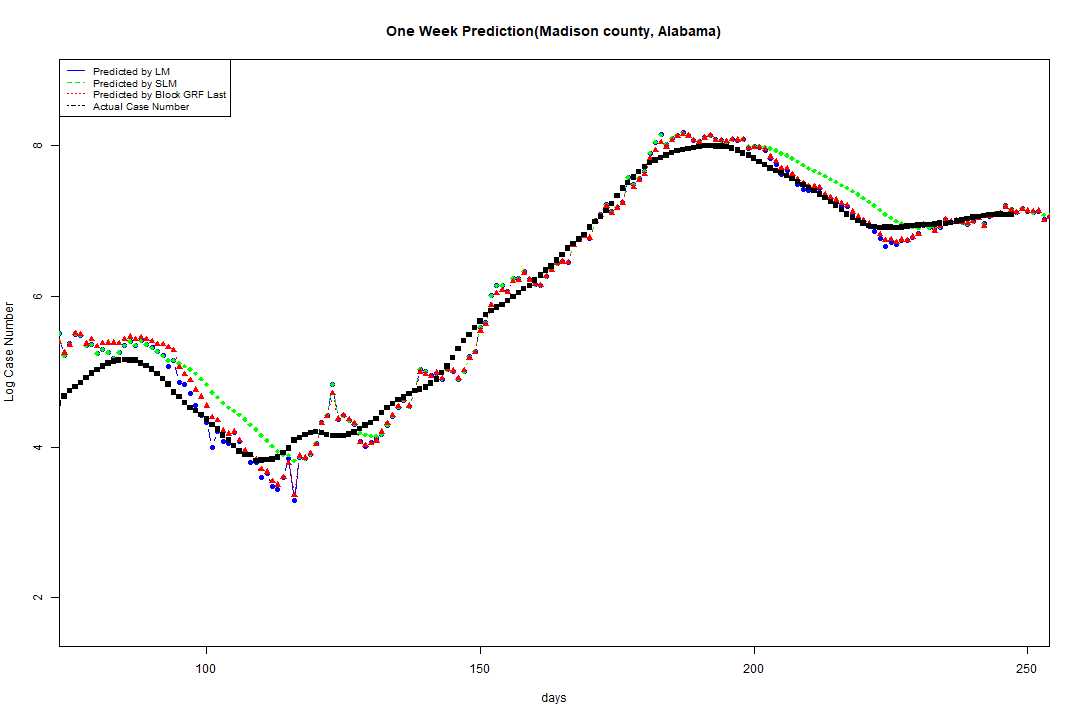 One Week Prediction(Madison county, Alabama)
Predicted by LM
Predicted by SLM
Predicted by Block GRF Last
Actual Case Number
8
6
4
2
Log Case Number
100 150 200 250
days